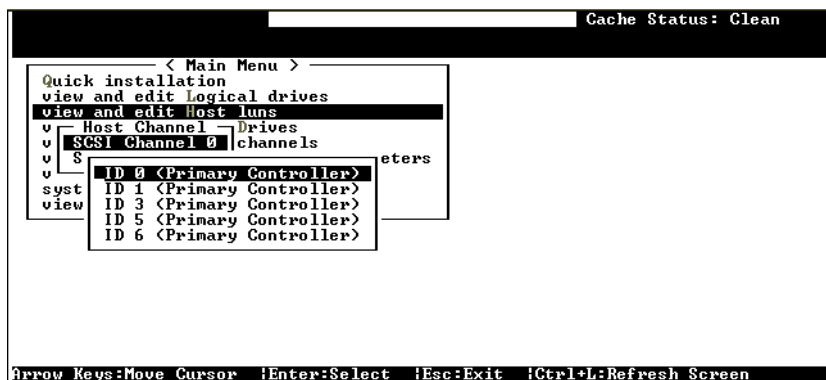 Cache Status: Clean
< Main Menu >
Quick installation
view and edit Logical drives
view and edit Host luns
v Host Channel Drives
v SCSI Channel 0 channels
v S eters
v ID 0 (Primary Controller)
syst ID 1 (Primary Controller)
view ID 3 (Primary Controller)
ID 5 (Primary Controller)
ID 6 (Primary Controller)
Arrow Keys:Move Cursor |Enter:Select |Esc:Exit |Ctrl+L:Refresh Screen